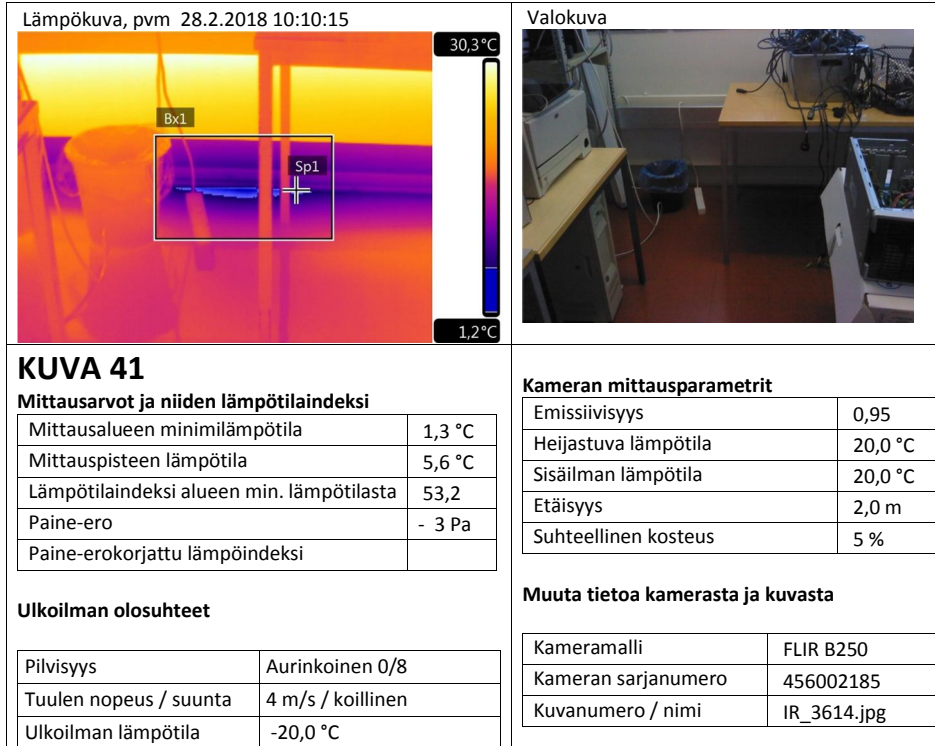 Lämpökuva, pvm 28.2.2018 10:10:15
30,3°C
Bx1
Sp1
1,2°C
Valokuva
KUVA 41
Mittausarvot ja niiden lämpötilaindeksi
Mittausalueen minimilämpötila 1,3 °C
Mittauspisteen lämpötila 5,6 °C
Lämpötilaindeksi alueen min. lämpötilasta 53,2
Paine-ero - 3 Pa
Paine-erokorjattu lämpöindeksi
Ulkoilman olosuhteet
Pilvisyys Aurinkoinen 0/8
Tuulen nopeus / suunta 4 m/s / koillinen
Ulkoilman lämpötila -20,0 °C
Kameran mittausparametrit
Emissiivisyys 0,95
Heijastuva lämpötila 20,0 °C
Sisäilman lämpötila 20,0 °C
Etäisyys 2,0 m
Suhteellinen kosteus 5 %
Muuta tietoa kamerasta ja kuvasta
Kameramalli FLIR B250
Kameran sarjanumero 456002185
Kuvanumero / nimi IR_3614.jpg